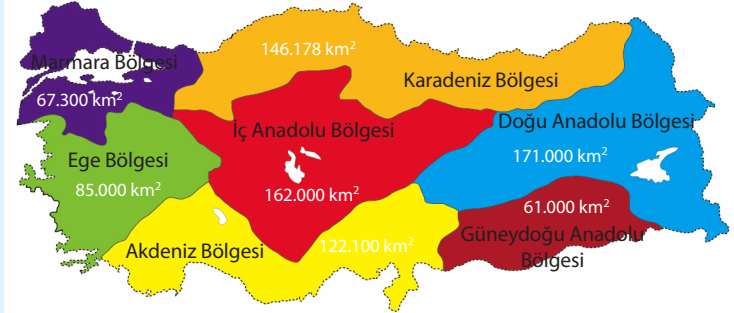 Marmara Bölgesi
67.300 km²
146.178 km²
Karadeniz Bölgesi
İç Anadolu Bölgesi
162.000 km²
Doğu Anadolu Bölgesi
171.000 km²
Ege Bölgesi
85.000 km²
Akdeniz Bölgesi
122.100 km²
61.000 km²
Güneydoğu Anadolu
Bölgesi